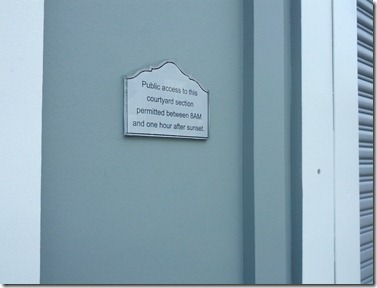 Public access to this
courtyard section
permitted between 8AM
and one hour after sunset.